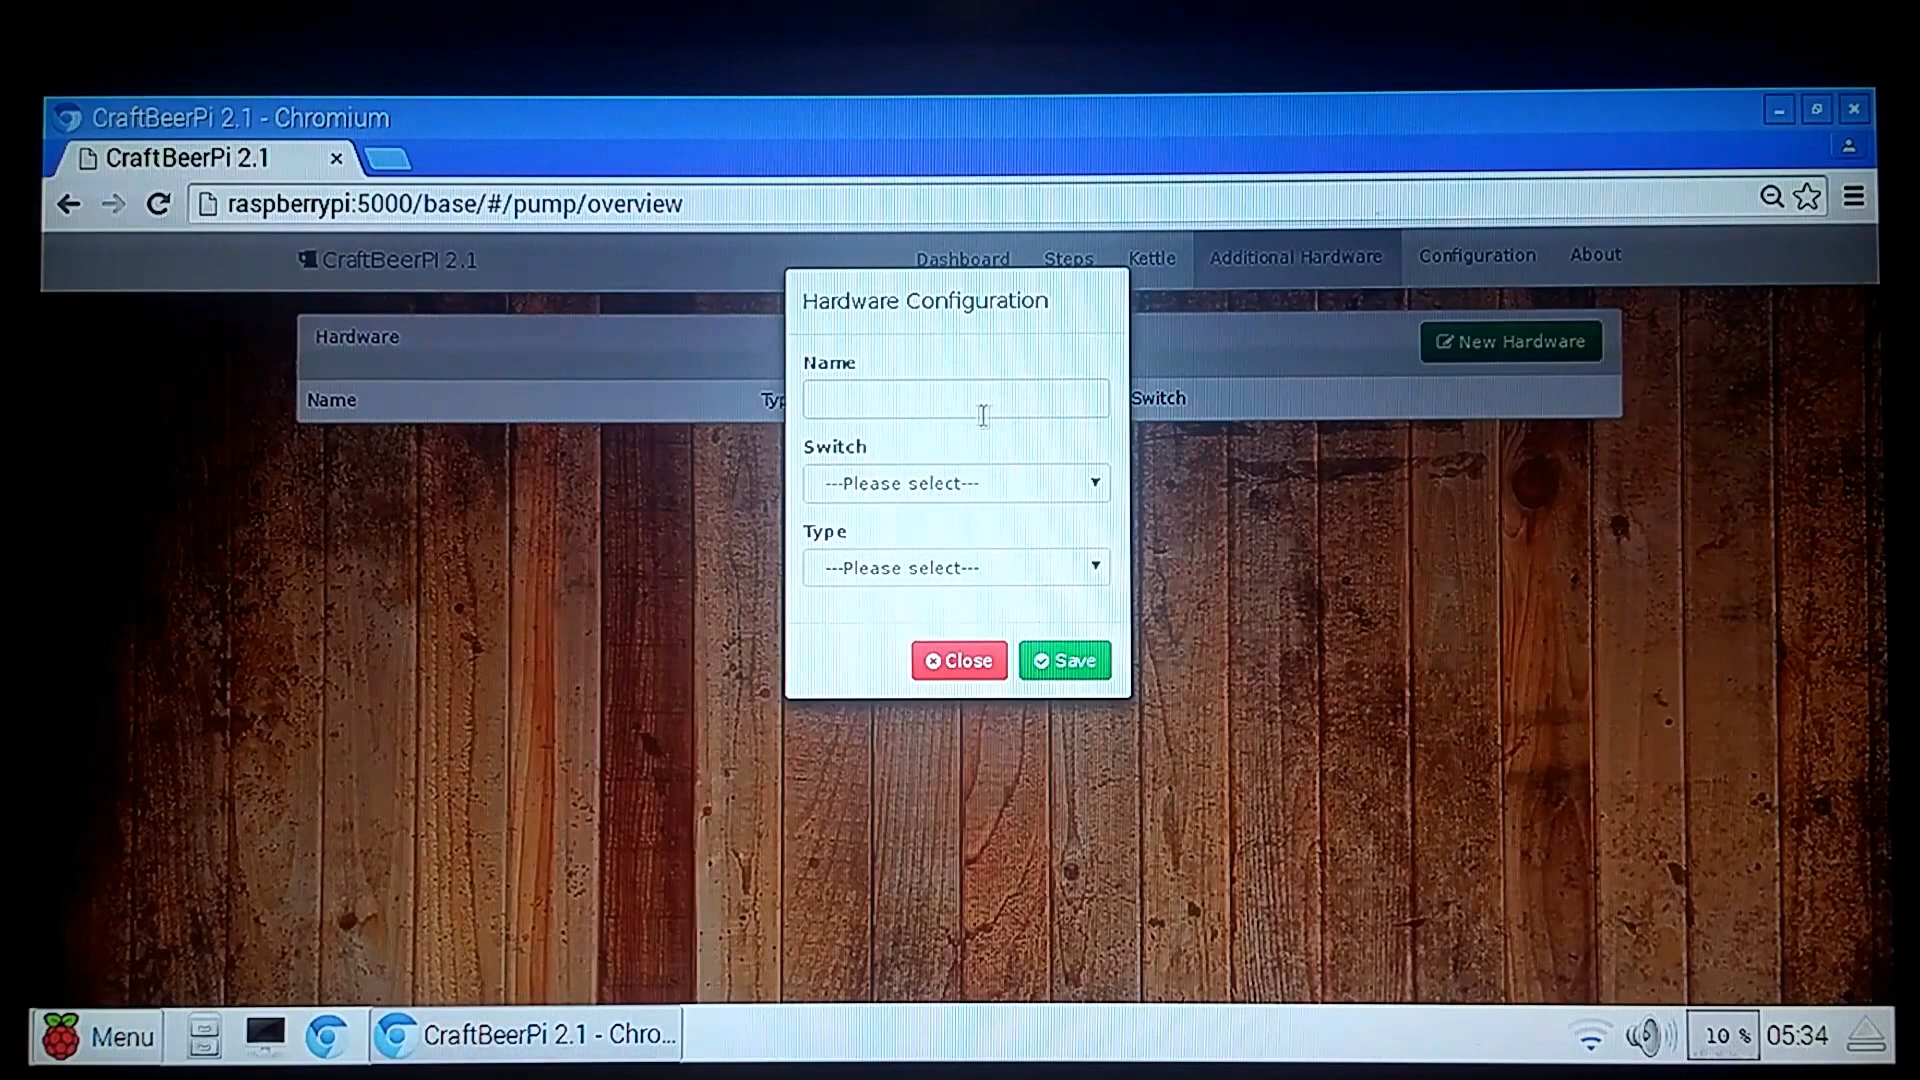 CraftBeerPi 2.1 - Chromium
CraftBeerPi 2.1
raspberrypi:5000/base/#/pump/overview
CraftBeerPI 2.1
Dashboard Steps Kettle Additional Hardware Configuration About
Hardware Configuration
Hardware
New Hardware
Name
Name Typ Switch
Switch
---Please select---
Type
---Please select---
Close Save
Menu CraftBeerPi 2.1 - Chro... 10 % 05:34